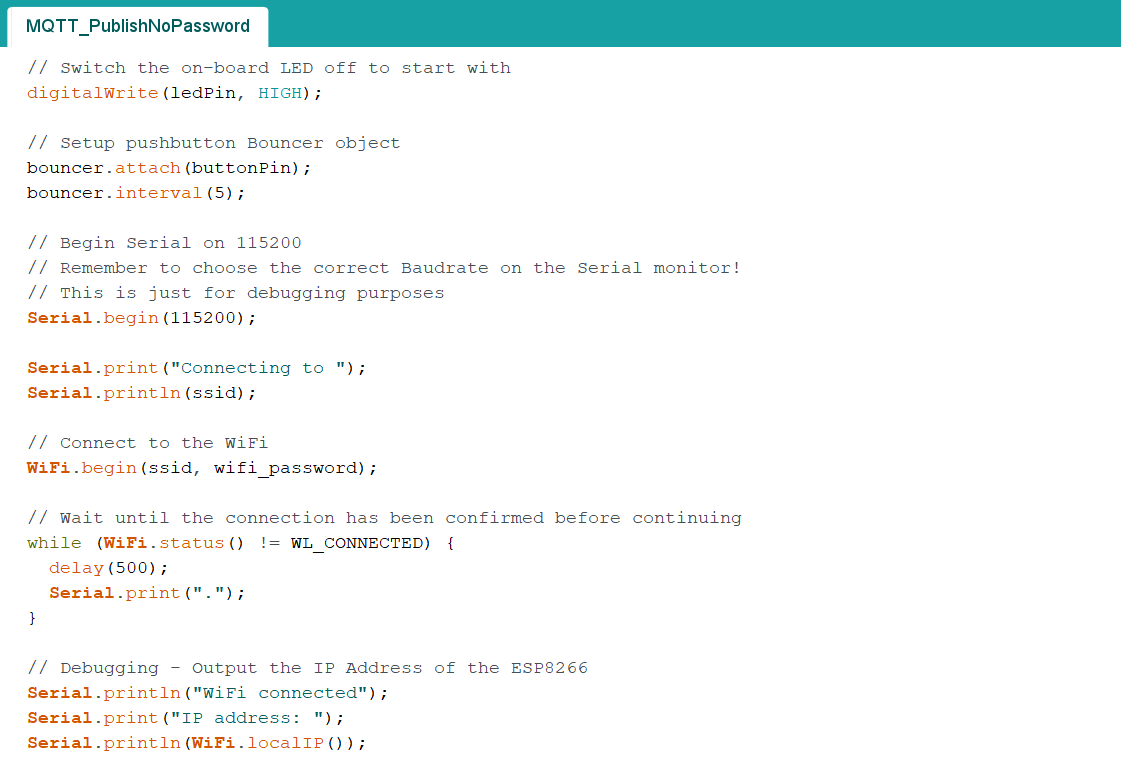 MQTT_PublishNoPassword
// Switch the on-board LED off to start with
digitalWrite(ledPin, HIGH);
// Setup pushbutton Bouncer object
bouncer.attach(buttonPin);
bouncer.interval(5);
// Begin Serial on 115200
// Remember to choose the correct Baudrate on the Serial monitor!
// This is just for debugging purposes
Serial.begin(115200);
Serial.print("Connecting to ");
Serial.println(ssid);
// Connect to the WiFi
WiFi.begin(ssid, wifi_password);
// Wait until the connection has been confirmed before continuing
while (WiFi.status() != WL_CONNECTED) {
  delay(500);
  Serial.print(".");
}
// Debugging - Output the IP Address of the ESP8266
Serial.println("WiFi connected");
Serial.print("IP address: ");
Serial.println(WiFi.localIP());